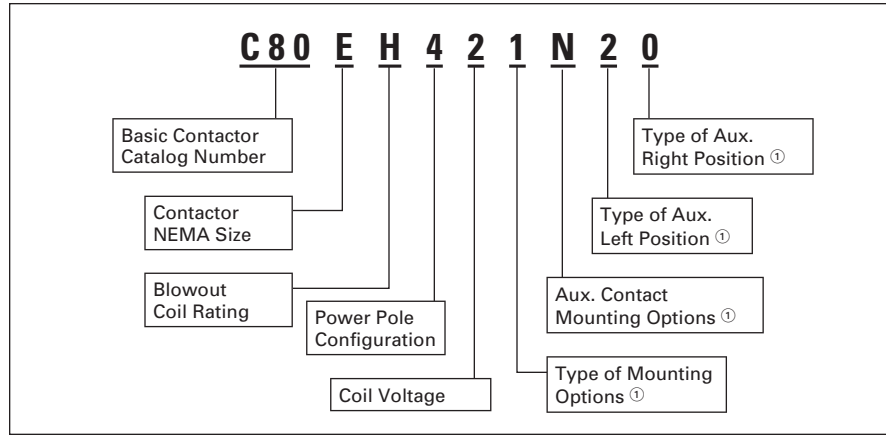 C80 E H 4 2 1 N 2 0
Basic Contactor
Catalog Number
Type of Aux.
Right Position ①
Contactor
NEMA Size
Type of Aux.
Left Position ①
Blowout
Coil Rating
Power Pole
Configuration
Aux. Contact
Mounting Options ①
Coil Voltage
Type of Mounting
Options ①